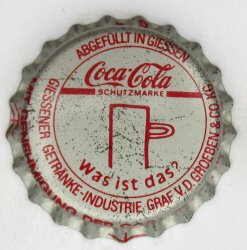 ABGEFÜLLT IN GIESSEN
Coca-Cola
SCHUTZMARKE
Was ist das?
GIESSENER GETRÄNKE-INDUSTRIE GRAF V.D. GROEBEN & CO. KG.